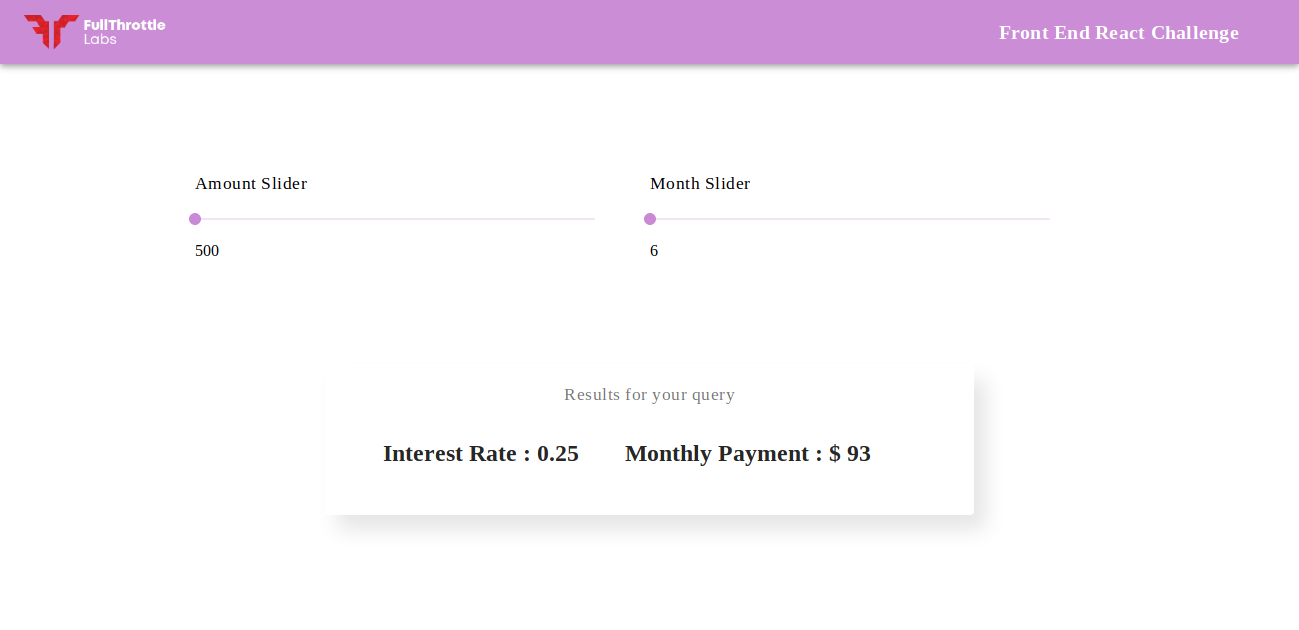 FullThrottle
Labs
Front End React Challenge
Amount Slider
Month Slider
500
6
Results for your query
Interest Rate : 0.25
Monthly Payment : $ 93